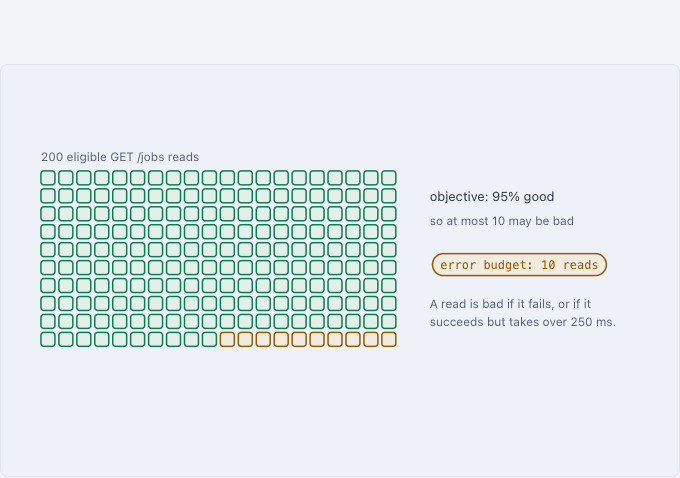 200 eligible GET /jobs reads
objective: 95% good
so at most 10 may be bad
error budget: 10 reads
A read is bad if it fails, or if it
succeeds but takes over 250 ms.